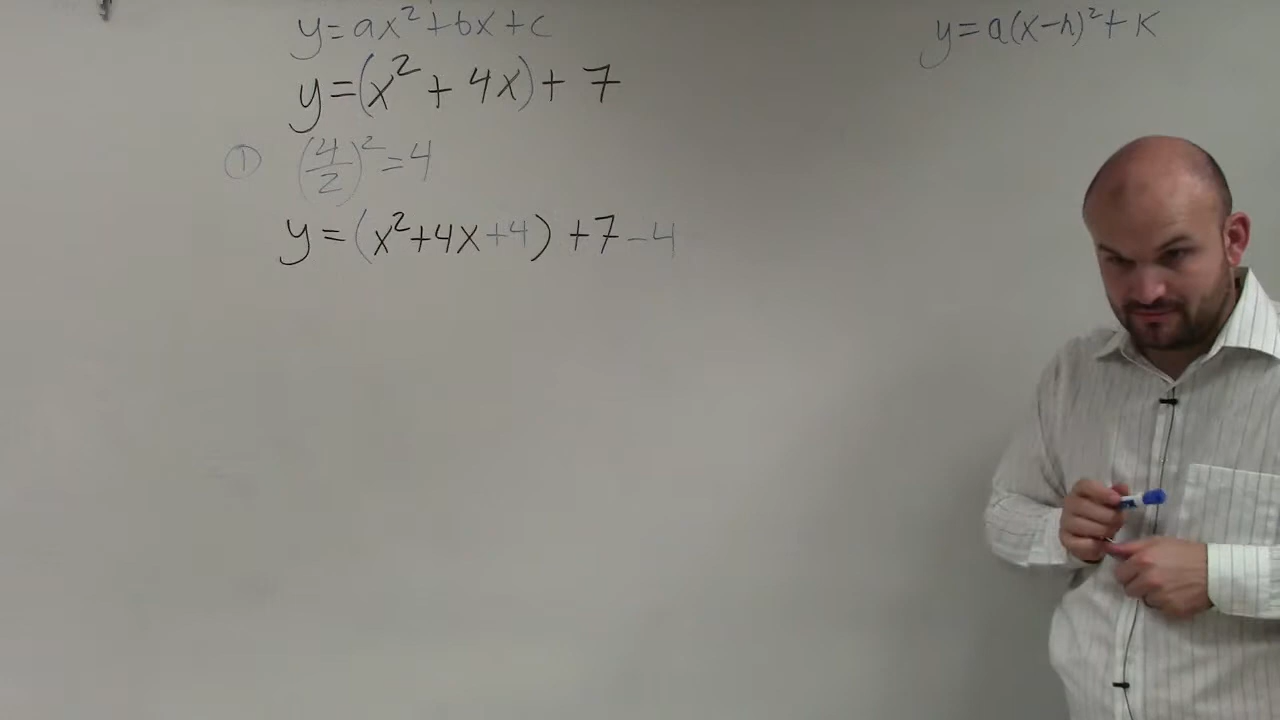 y=ax²+bx+c
y=a(x-h)²+k
y=(x²+4x)+7
① (4/2)²=4
y=(x²+4x+4)+7-4